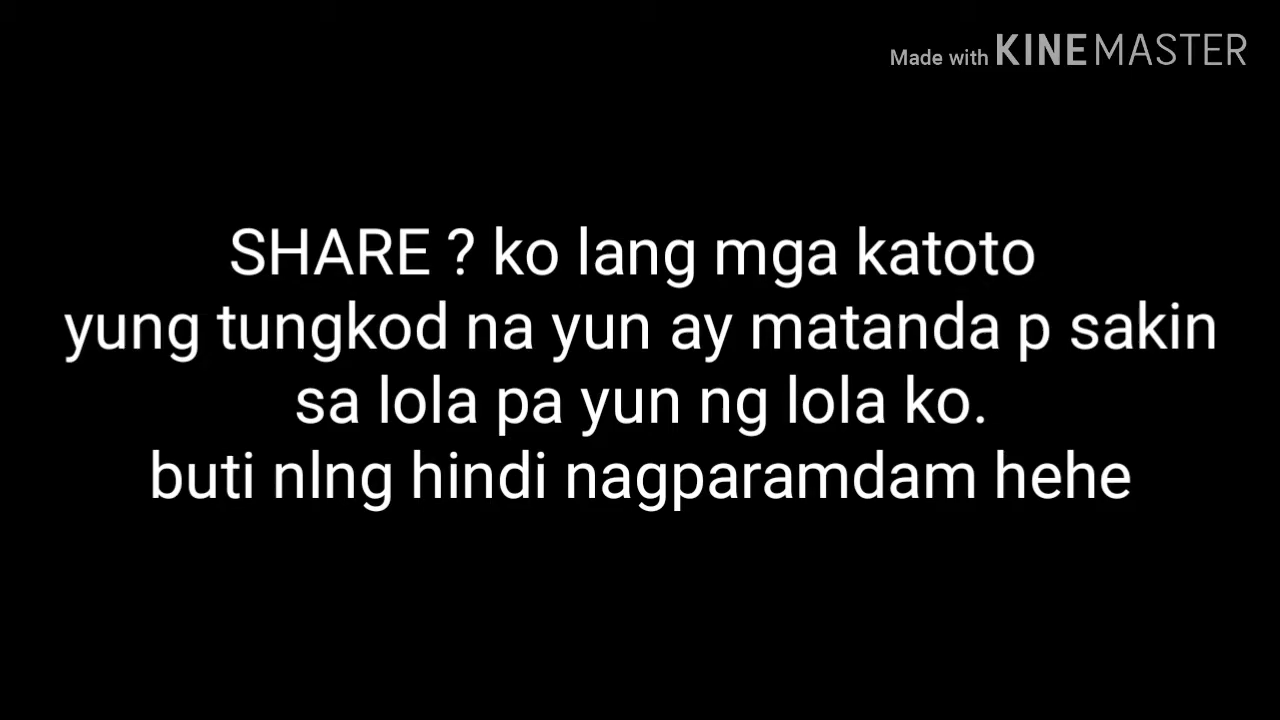 Made with KINEMASTER
SHARE ? ko lang mga katoto
yung tungkod na yun ay matanda p sakin
sa lola pa yun ng lola ko.
buti nlng hindi nagparamdam hehe